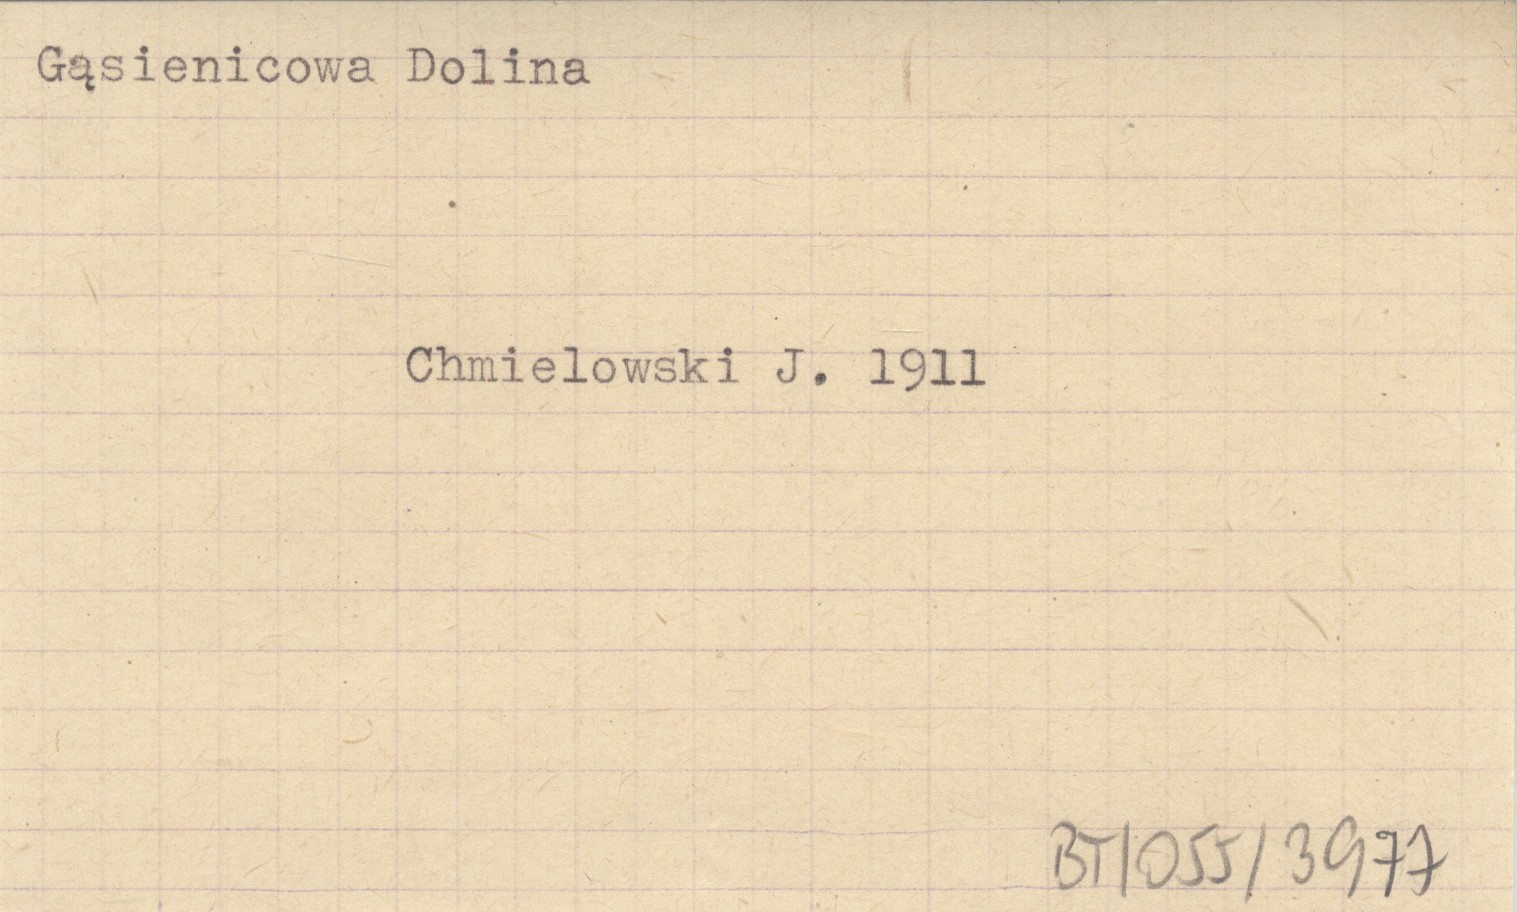 Gąsienicowa Dolina
Chmielowski J. 1911
BT/055/3977